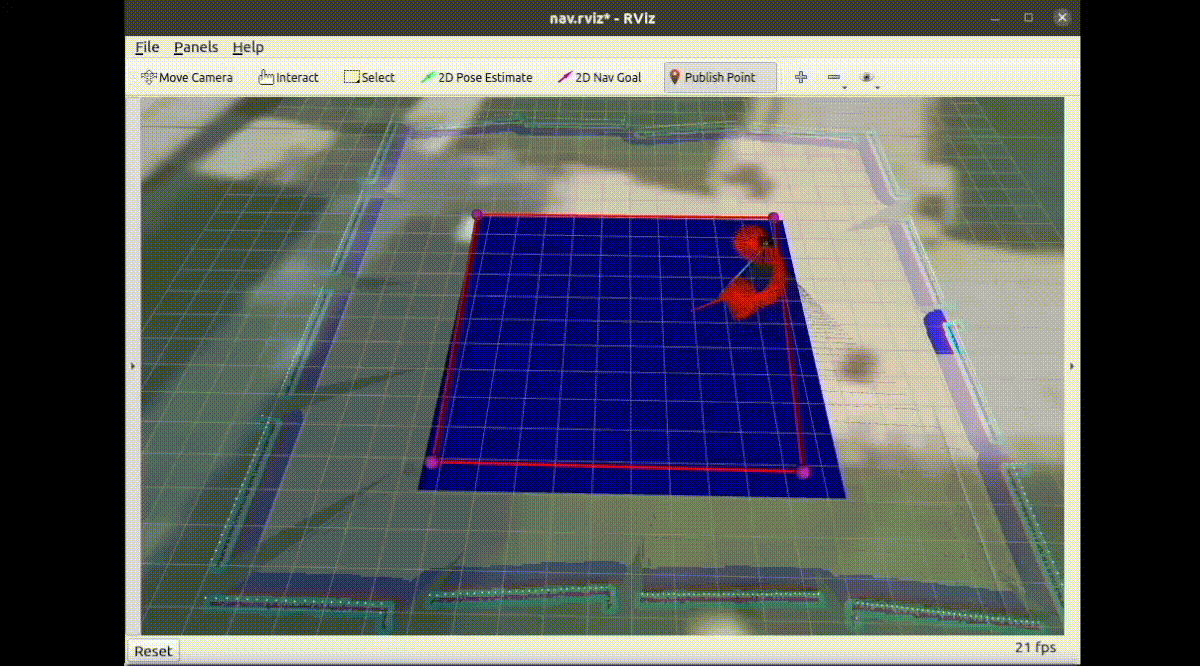 nav.rviz* - RViz
File Panels Help
Move Camera Interact Select 2D Pose Estimate 2D Nav Goal Publish Point
Reset 21 fps